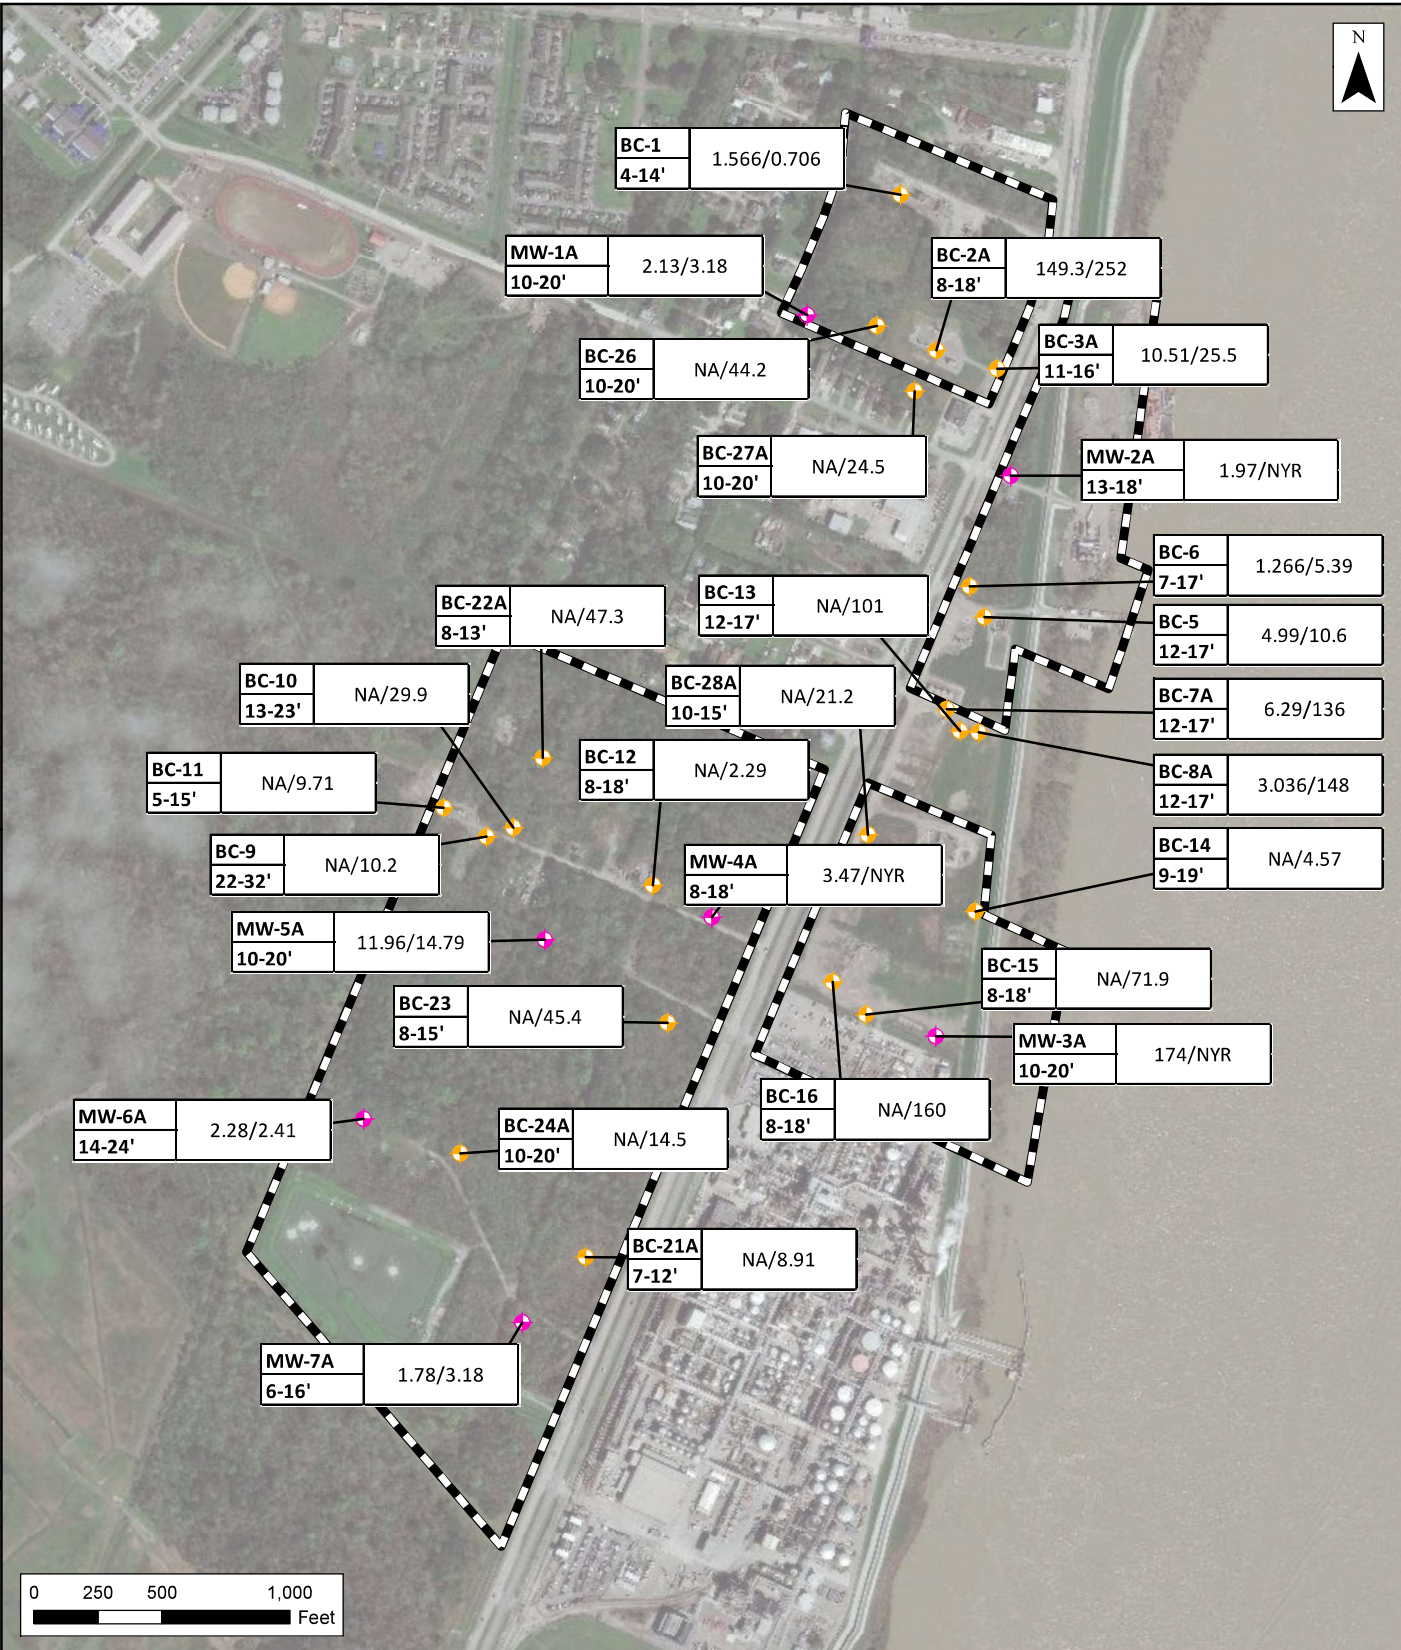 N
BC-1
4-14'
1.566/0.706
MW-1A
10-20'
2.13/3.18
BC-2A
8-18'
149.3/252
BC-26
10-20'
NA/44.2
BC-3A
11-16'
10.51/25.5
BC-27A
10-20'
NA/24.5
MW-2A
13-18'
1.97/NYR
BC-6
7-17'
1.266/5.39
BC-22A
8-13'
NA/47.3
BC-13
12-17'
NA/101
BC-5
12-17'
4.99/10.6
BC-10
13-23'
NA/29.9
BC-28A
10-15'
NA/21.2
BC-7A
12-17'
6.29/136
BC-11
5-15'
NA/9.71
BC-12
8-18'
NA/2.29
BC-8A
12-17'
3.036/148
BC-9
22-32'
NA/10.2
MW-4A
8-18'
3.47/NYR
BC-14
9-19'
NA/4.57
MW-5A
10-20'
11.96/14.79
BC-23
8-15'
NA/45.4
BC-15
8-18'
NA/71.9
MW-3A
10-20'
174/NYR
MW-6A
14-24'
2.28/2.41
BC-24A
10-20'
NA/14.5
BC-16
8-18'
NA/160
BC-21A
7-12'
NA/8.91
MW-7A
6-16'
1.78/3.18
0 250 500 1,000
Feet